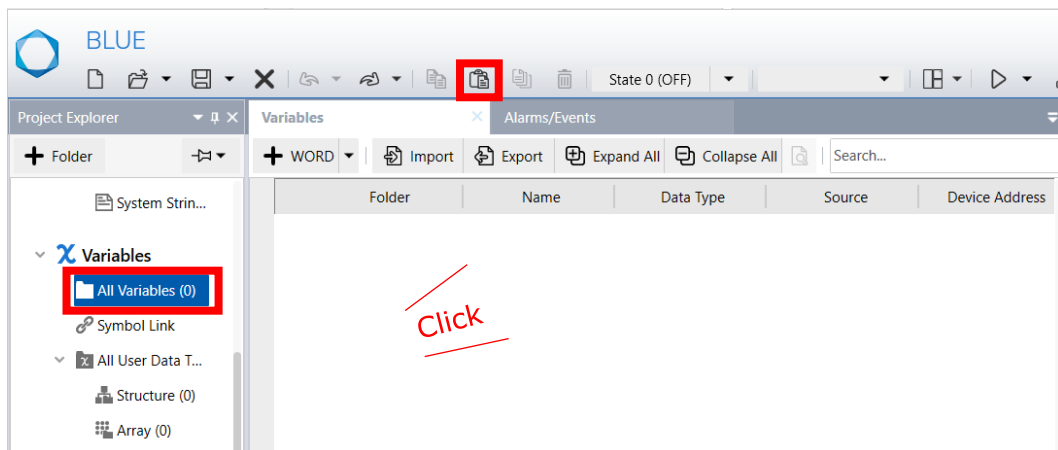 BLUE
State 0 (OFF)
Project Explorer
Variables
Alarms/Events
Folder
WORD
Import
Export
Expand All
Collapse All
Search...
Folder
Name
Data Type
Source
Device Address
System Strin...
Variables
All Variables (0)
Symbol Link
All User Data T...
Structure (0)
Array (0)
Click